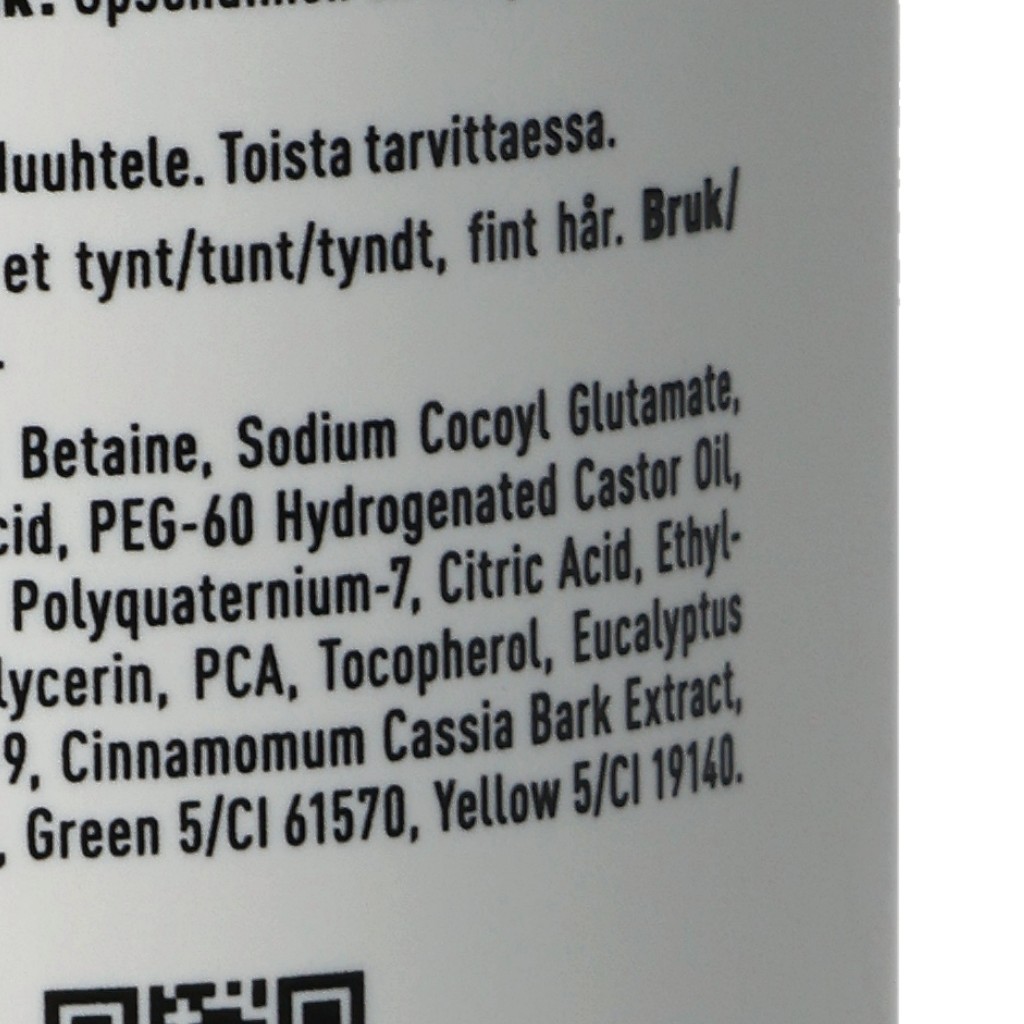 huuhtele. Toista tarvittaessa.
et tynt/tunt/tyndt, fint hår. Bruk/
Betaine, Sodium Cocoyl Glutamate,
cid, PEG-60 Hydrogenated Castor Oil,
Polyquaternium-7, Citric Acid, Ethyl-
lycerin, PCA, Tocopherol, Eucalyptus
9, Cinnamomum Cassia Bark Extract,
, Green 5/CI 61570, Yellow 5/CI 19140.